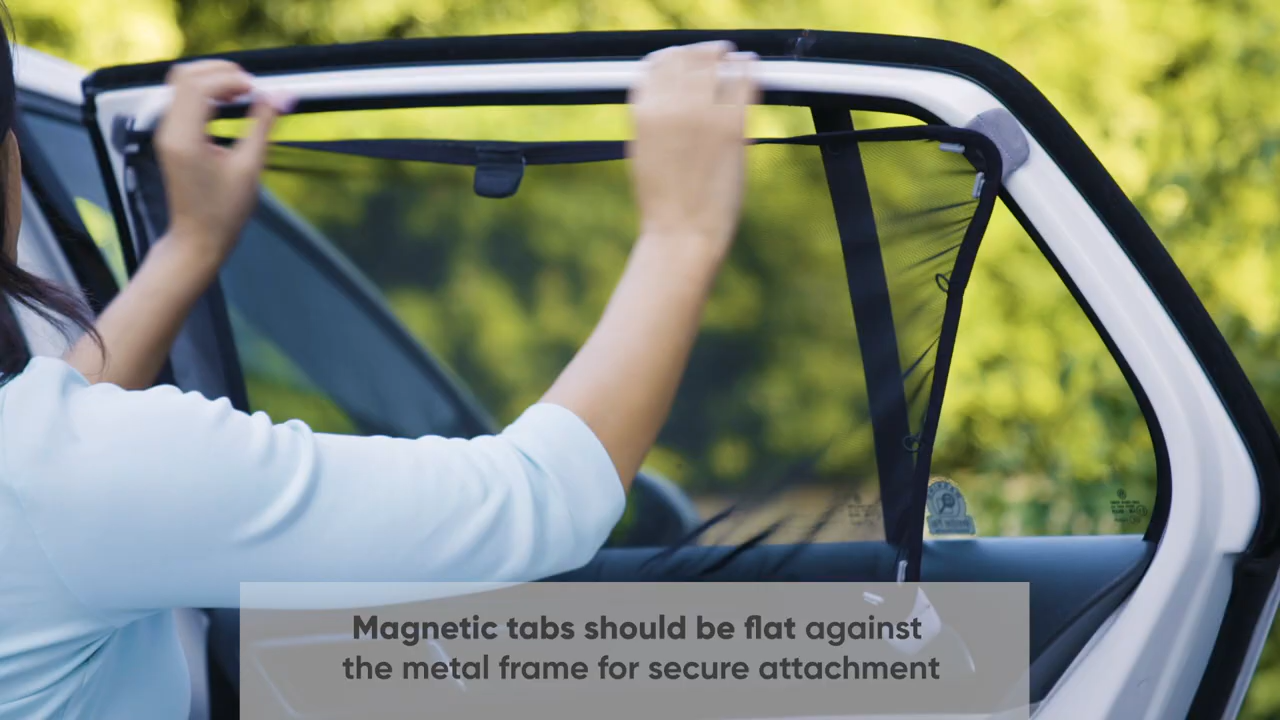 Magnetic tabs should be flat against
the metal frame for secure attachment